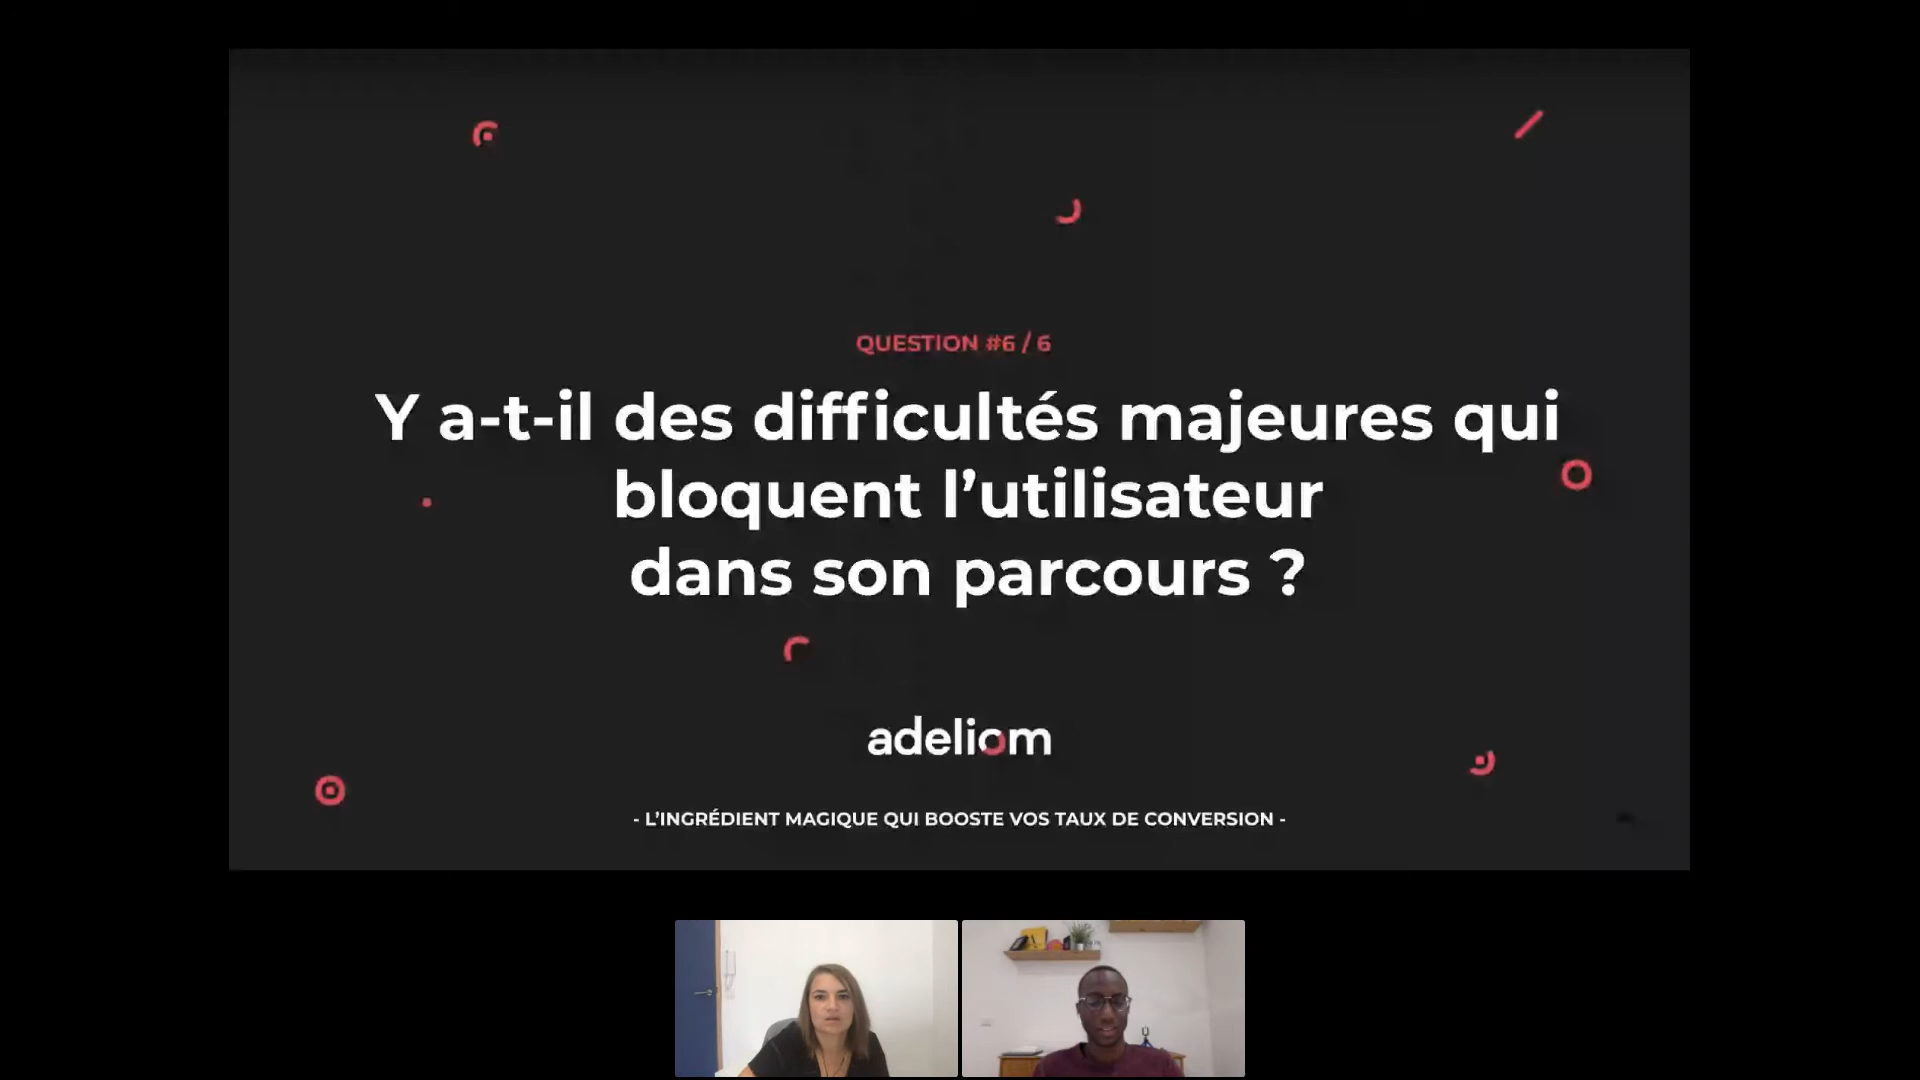 QUESTION #6 / 6
Y a-t-il des difficultés majeures qui
bloquent l’utilisateur
dans son parcours ?
adeliom
- L’INGRÉDIENT MAGIQUE QUI BOOSTE VOS TAUX DE CONVERSION -